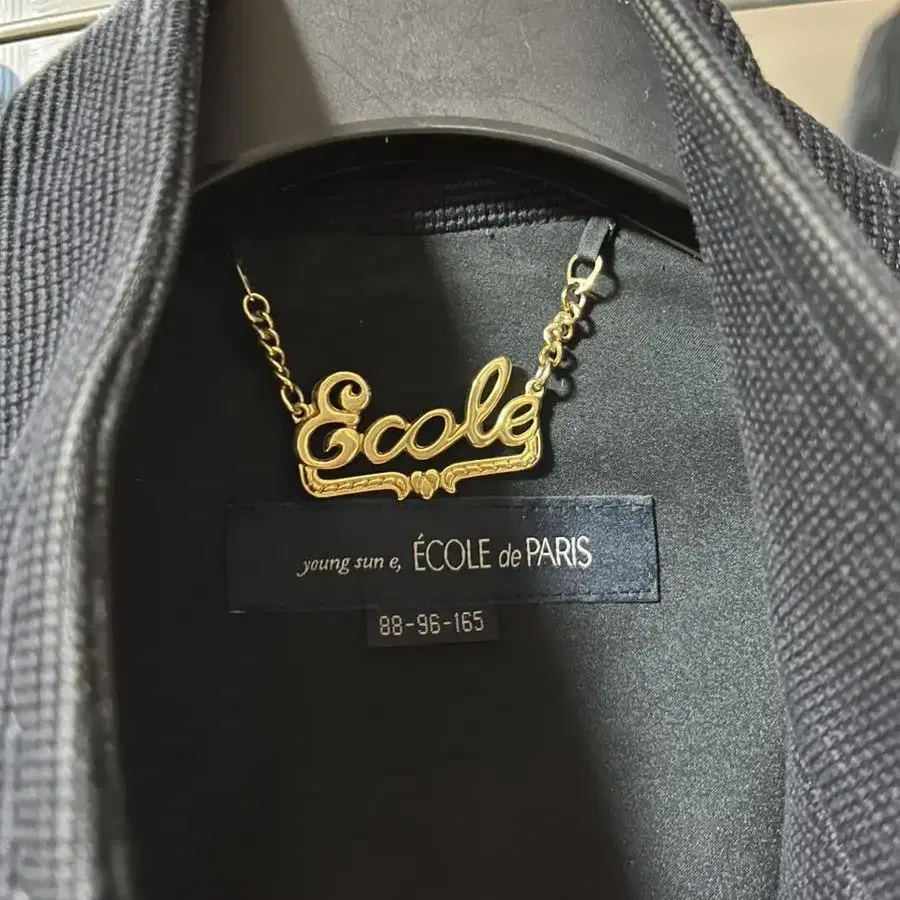 Ecole
young sun e, ÉCOLE de PARIS
88-96-165